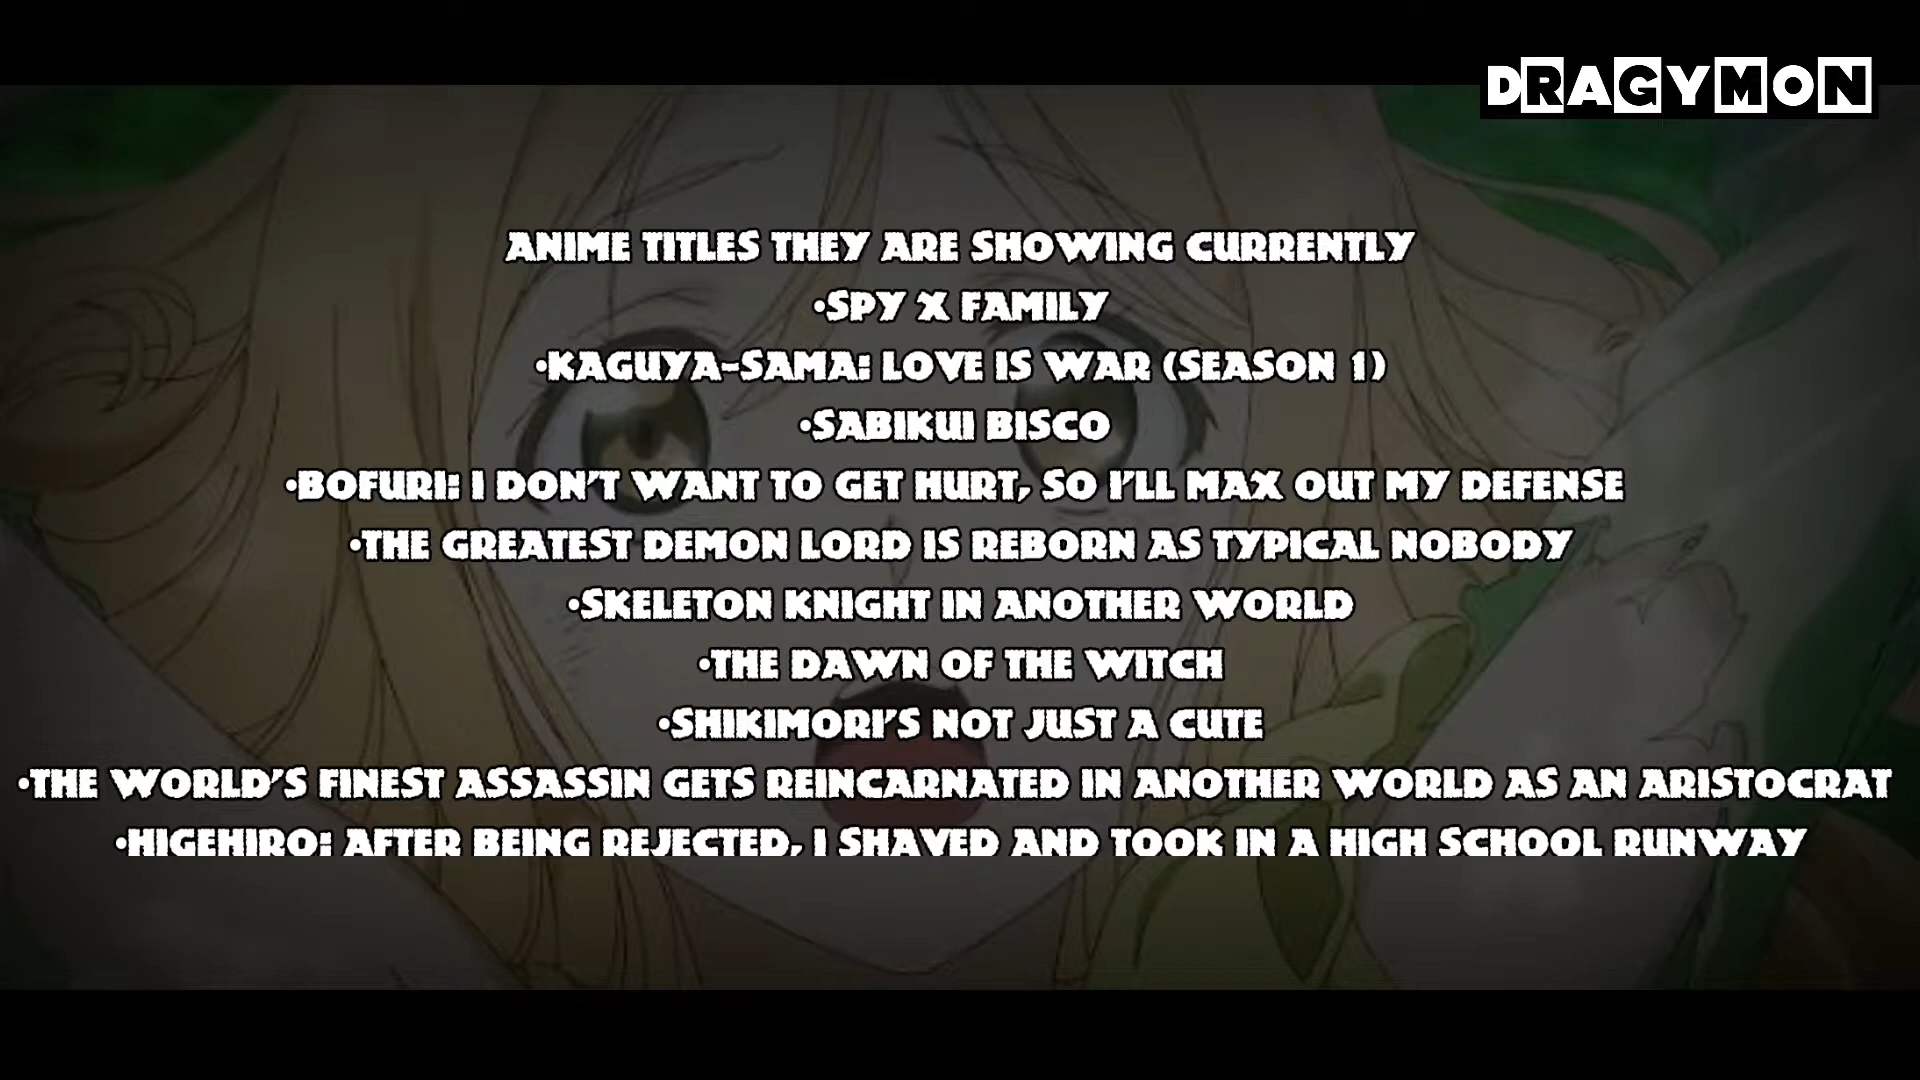 DRAGYMON
ANIME TITLES THEY ARE SHOWING CURRENTLY
•SPY X FAMILY
•KAGUYA-SAMA: LOVE IS WAR (SEASON 1)
•SABIKUI BISCO
•BOFURI: I DON'T WANT TO GET HURT, SO I'LL MAX OUT MY DEFENSE
•THE GREATEST DEMON LORD IS REBORN AS TYPICAL NOBODY
•SKELETON KNIGHT IN ANOTHER WORLD
•THE DAWN OF THE WITCH
•SHIKIMORI'S NOT JUST A CUTE
•THE WORLD'S FINEST ASSASSIN GETS REINCARNATED IN ANOTHER WORLD AS AN ARISTOCRAT
•HIGEHIRO: AFTER BEING REJECTED, I SHAVED AND TOOK IN A HIGH SCHOOL RUNWAY